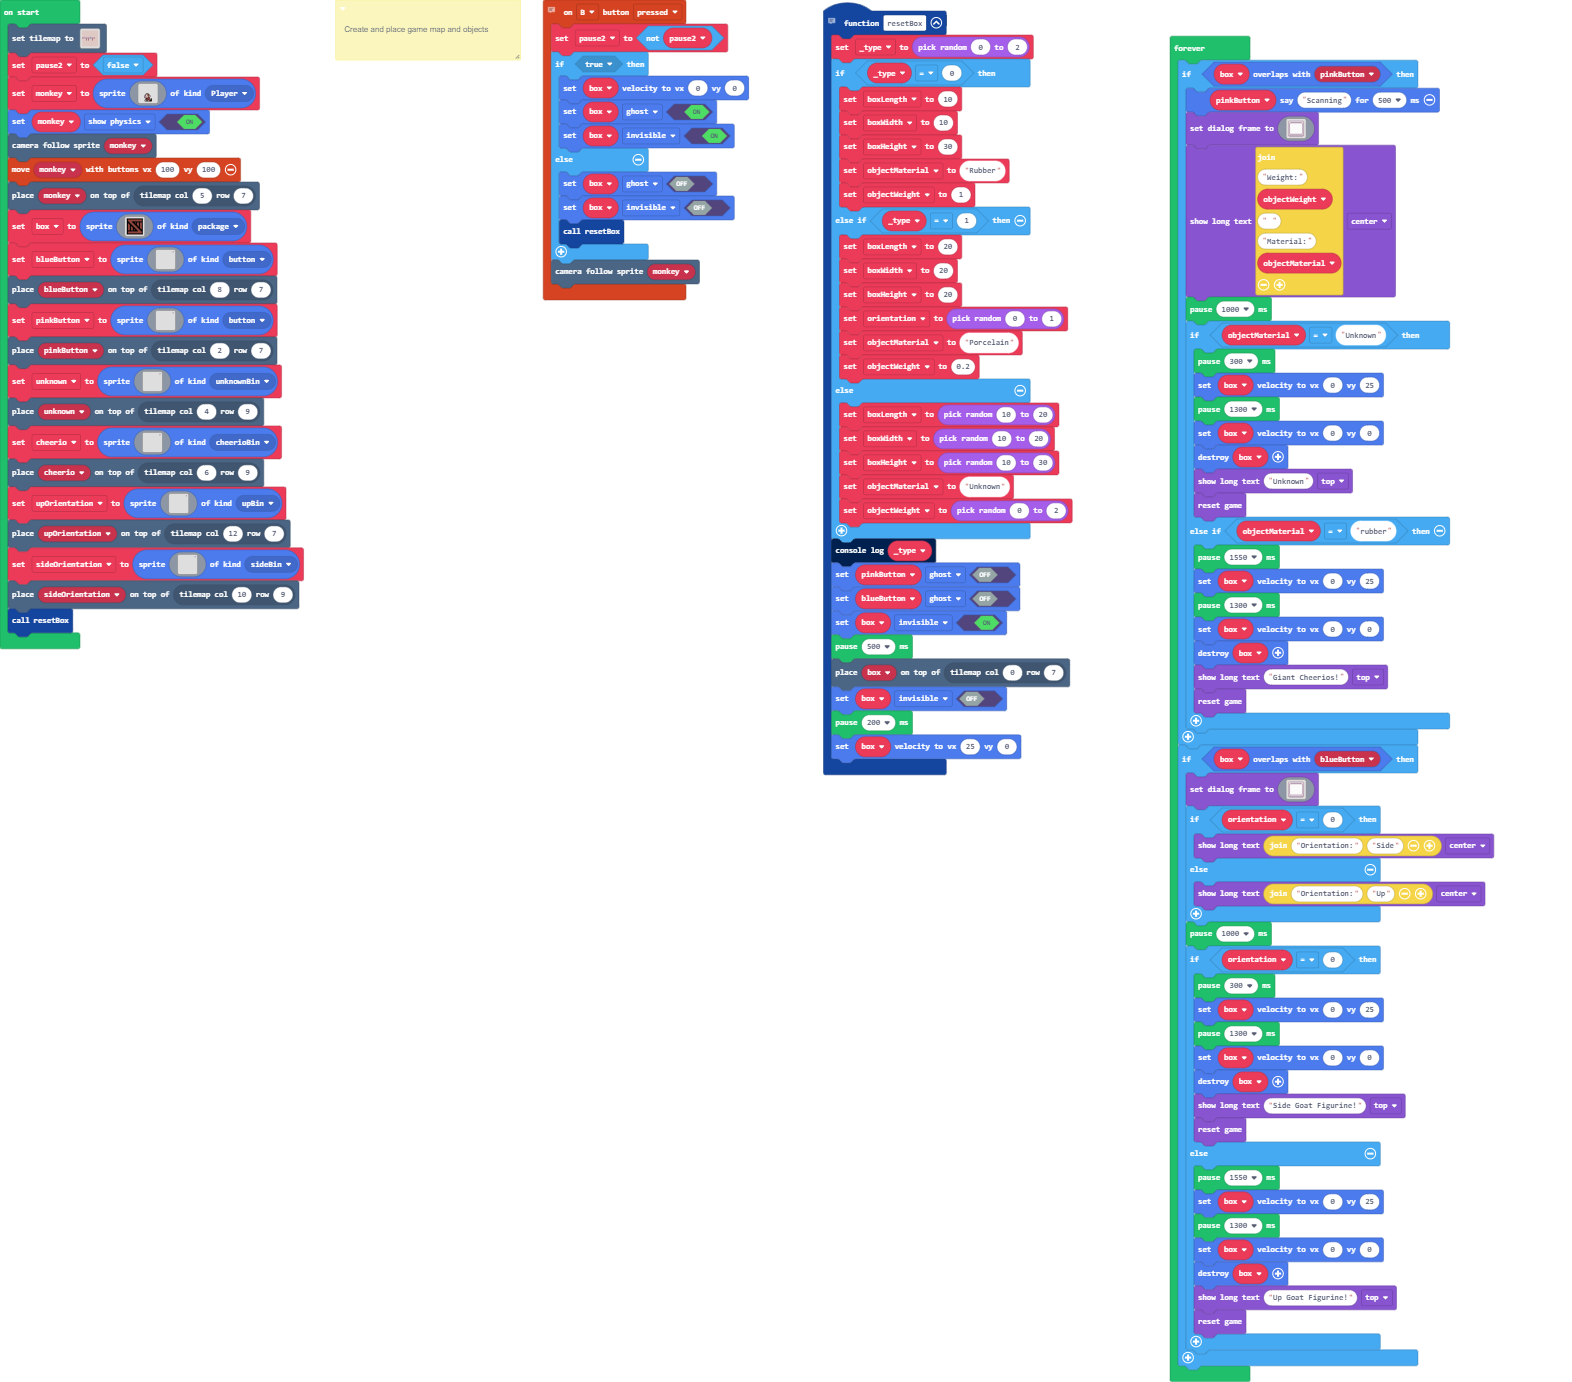 on start
set tilemap to
set pause2 to false
set monkey to sprite of kind Player
set monkey show physics ON
camera follow sprite monkey
move monkey with buttons vx 100 vy 100
place monkey on top of tilemap col 5 row 7
set box to sprite of kind package
set blueButton to sprite of kind button
place blueButton on top of tilemap col 8 row 7
set pinkButton to sprite of kind button
place pinkButton on top of tilemap col 2 row 7
set unknown to sprite of kind unknownBin
place unknown on top of tilemap col 4 row 9
set cheerio to sprite of kind cheerioBin
place cheerio on top of tilemap col 6 row 9
set upOrientation to sprite of kind upBin
place upOrientation on top of tilemap col 12 row 7
set sideOrientation to sprite of kind sideBin
place sideOrientation on top of tilemap col 10 row 9
call resetBox
Create and place game map and objects
on B button pressed
set pause2 to not pause2
if true then
set box velocity to vx 0 vy 0
set box ghost ON
set box invisible ON
else
set box ghost OFF
set box invisible OFF
call resetBox
camera follow sprite monkey
function resetBox
set _type to pick random 0 to 2
if _type = 0 then
set boxLength to 10
set boxWidth to 10
set boxHeight to 30
set objectMaterial to "Rubber"
set objectWeight to 1
else if _type = 1 then
set boxLength to 20
set boxWidth to 20
set boxHeight to 20
set orientation to pick random 0 to 1
set objectMaterial to "Porcelain"
set objectWeight to 0.2
else
set boxLength to pick random 10 to 20
set boxWidth to pick random 10 to 20
set boxHeight to pick random 10 to 30
set objectMaterial to "Unknown"
set objectWeight to pick random 0 to 2
console log _type
set pinkButton ghost OFF
set blueButton ghost OFF
set box invisible ON
pause 500 ms
place box on top of tilemap col 0 row 7
set box invisible OFF
pause 200 ms
set box velocity to vx 25 vy 0
forever
if box overlaps with pinkButton then
pinkButton say "Scanning" for 500 ms
set dialog frame to
join
"Weight:"
objectWeight
show long text " " center
"Material:"
objectMaterial
pause 1000 ms
if objectMaterial = "Unknown" then
pause 300 ms
set box velocity to vx 0 vy 25
pause 1300 ms
set box velocity to vx 0 vy 0
destroy box
show long text "Unknown" top
reset game
else if objectMaterial = "rubber" then
pause 1550 ms
set box velocity to vx 0 vy 25
pause 1300 ms
set box velocity to vx 0 vy 0
destroy box
show long text "Giant Cheerios!" top
reset game
if box overlaps with blueButton then
set dialog frame to
if orientation = 0 then
show long text join "Orientation:" "Side" center
else
show long text join "Orientation:" "Up" center
pause 1000 ms
if orientation = 0 then
pause 300 ms
set box velocity to vx 0 vy 25
pause 1300 ms
set box velocity to vx 0 vy 0
destroy box
show long text "Side Goat Figurine!" top
reset game
else
pause 1550 ms
set box velocity to vx 0 vy 25
pause 1300 ms
set box velocity to vx 0 vy 0
destroy box
show long text "Up Goat Figurine!" top
reset game